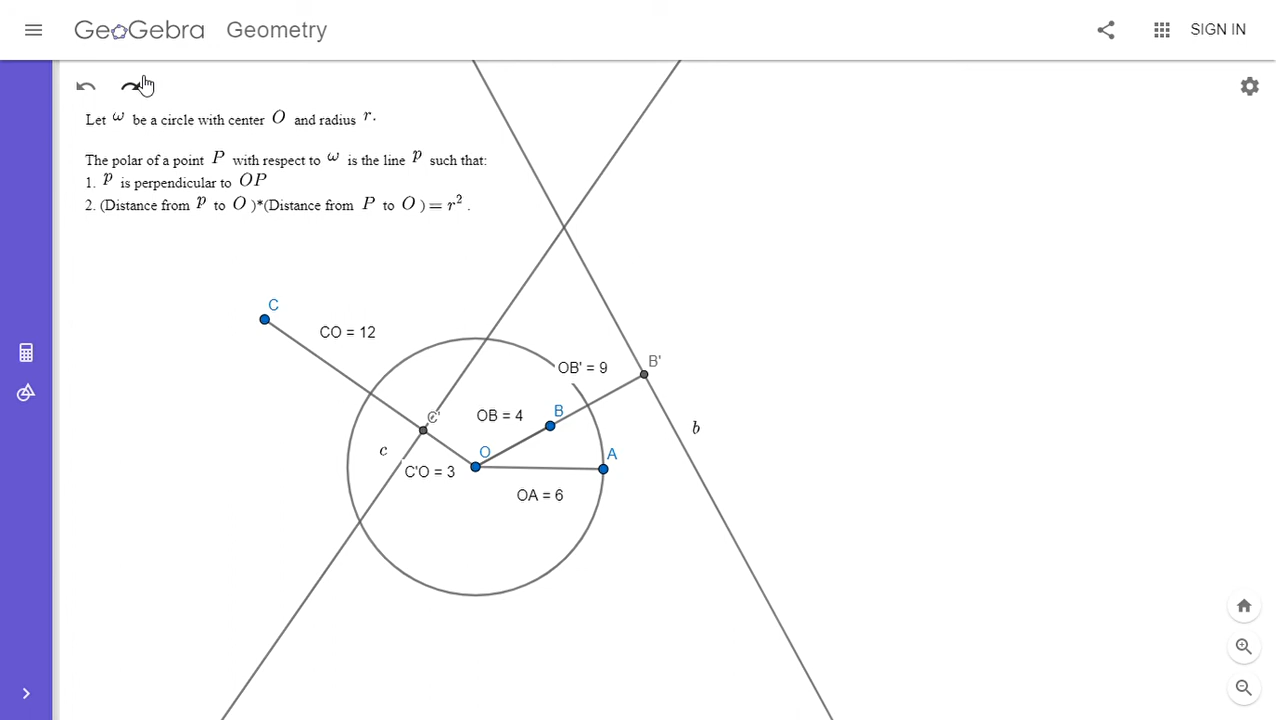 GeoGebra Geometry SIGN IN
Let ω be a circle with center O and radius r.
The polar of a point P with respect to ω is the line p such that:
1. p is perpendicular to OP
2. (Distance from p to O )*(Distance from P to O ) = r² .
C
CO = 12
OB' = 9
B'
C'
OB = 4
B
b
c
C'O = 3
O
A
OA = 6